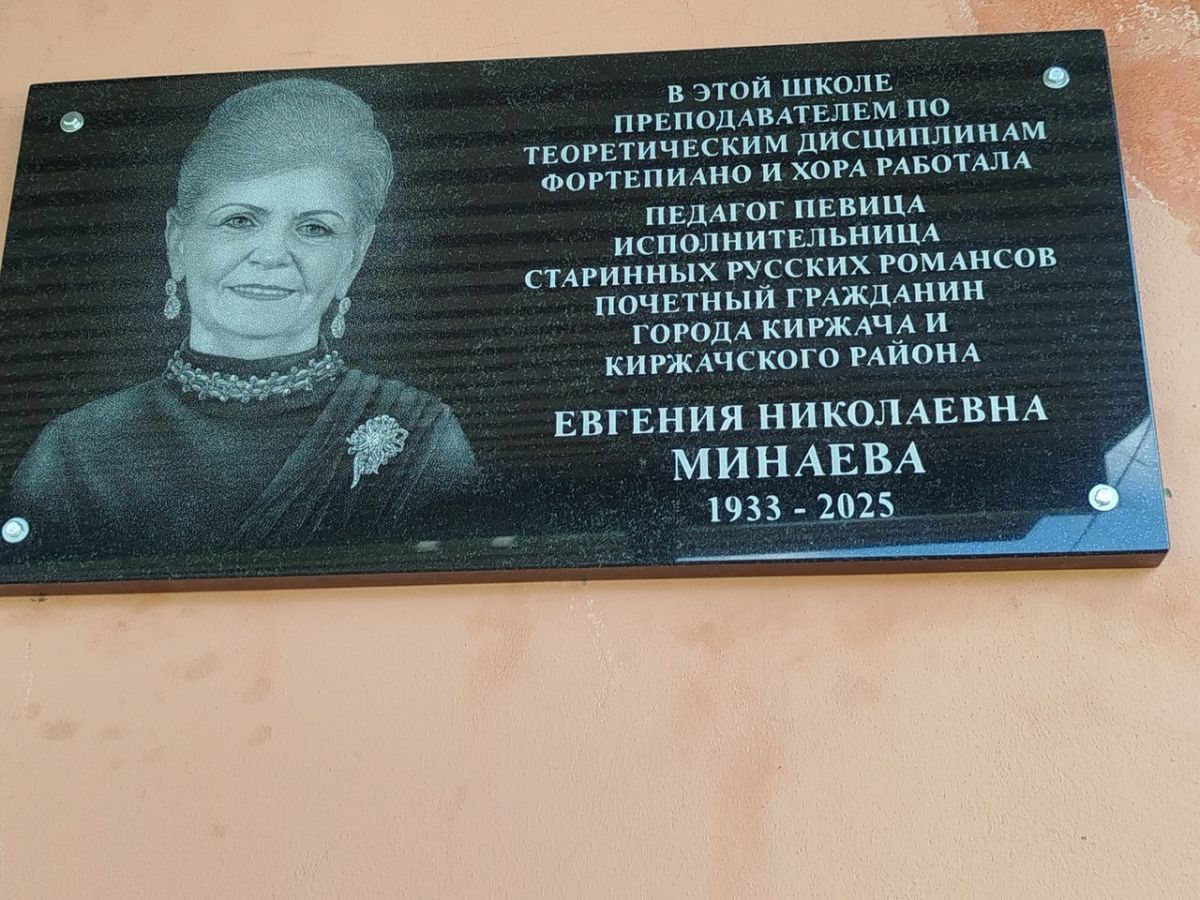 В ЭТОЙ ШКОЛЕ
ПРЕПОДАВАТЕЛЕМ ПО
ТЕОРЕТИЧЕСКИМ ДИСЦИПЛИНАМ
ФОРТЕПИАНО И ХОРА РАБОТАЛА
ПЕДАГОГ ПЕВИЦА
ИСПОЛНИТЕЛЬНИЦА
СТАРИННЫХ РУССКИХ РОМАНСОВ
ПОЧЕТНЫЙ ГРАЖДАНИН
ГОРОДА КИРЖАЧА И
КИРЖАЧСКОГО РАЙОНА
ЕВГЕНИЯ НИКОЛАЕВНА
МИНАЕВА
1933 - 2025